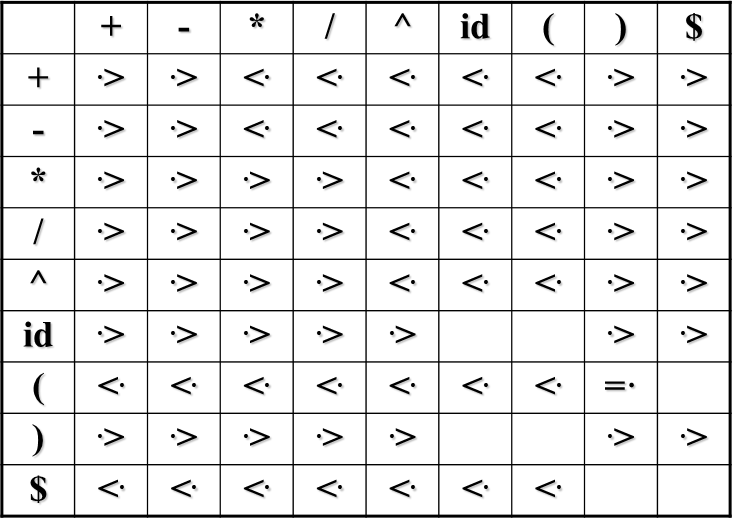 + - * / ^ id ( ) $
+ ·> ·> <· <· <· <· <· ·> ·>
- ·> ·> <· <· <· <· <· ·> ·>
* ·> ·> ·> ·> <· <· <· ·> ·>
/ ·> ·> ·> ·> <· <· <· ·> ·>
^ ·> ·> ·> ·> <· <· <· ·> ·>
id ·> ·> ·> ·> ·> ·> ·>
( <· <· <· <· <· <· <· =·
) ·> ·> ·> ·> ·> ·> ·>
$ <· <· <· <· <· <· <·